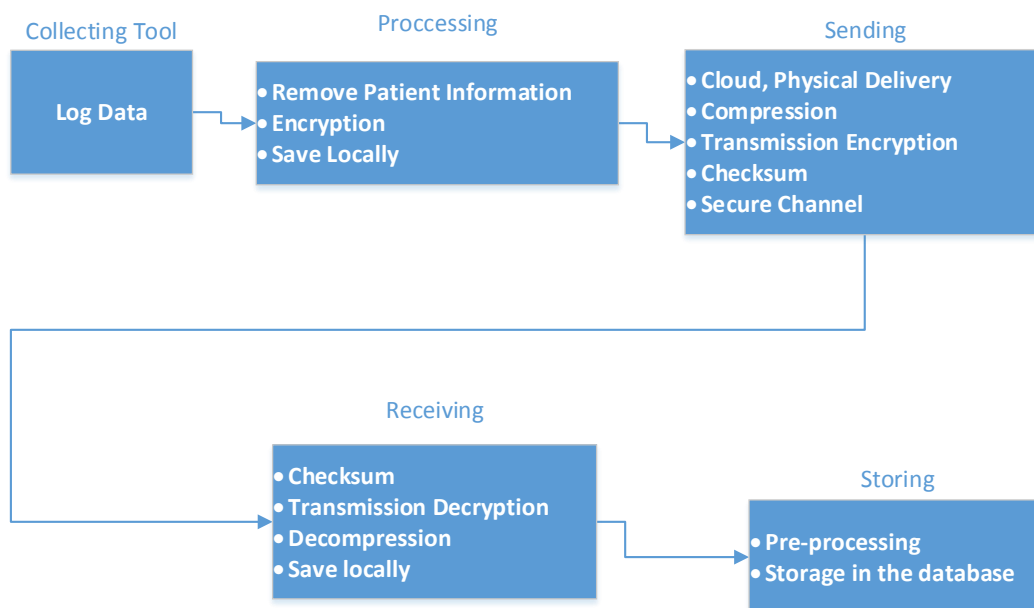 Collecting Tool
Log Data
Proccessing
• Remove Patient Information
• Encryption
• Save Locally
Sending
• Cloud, Physical Delivery
• Compression
• Transmission Encryption
• Checksum
• Secure Channel
Receiving
• Checksum
• Transmission Decryption
• Decompression
• Save locally
Storing
• Pre-processing
• Storage in the database